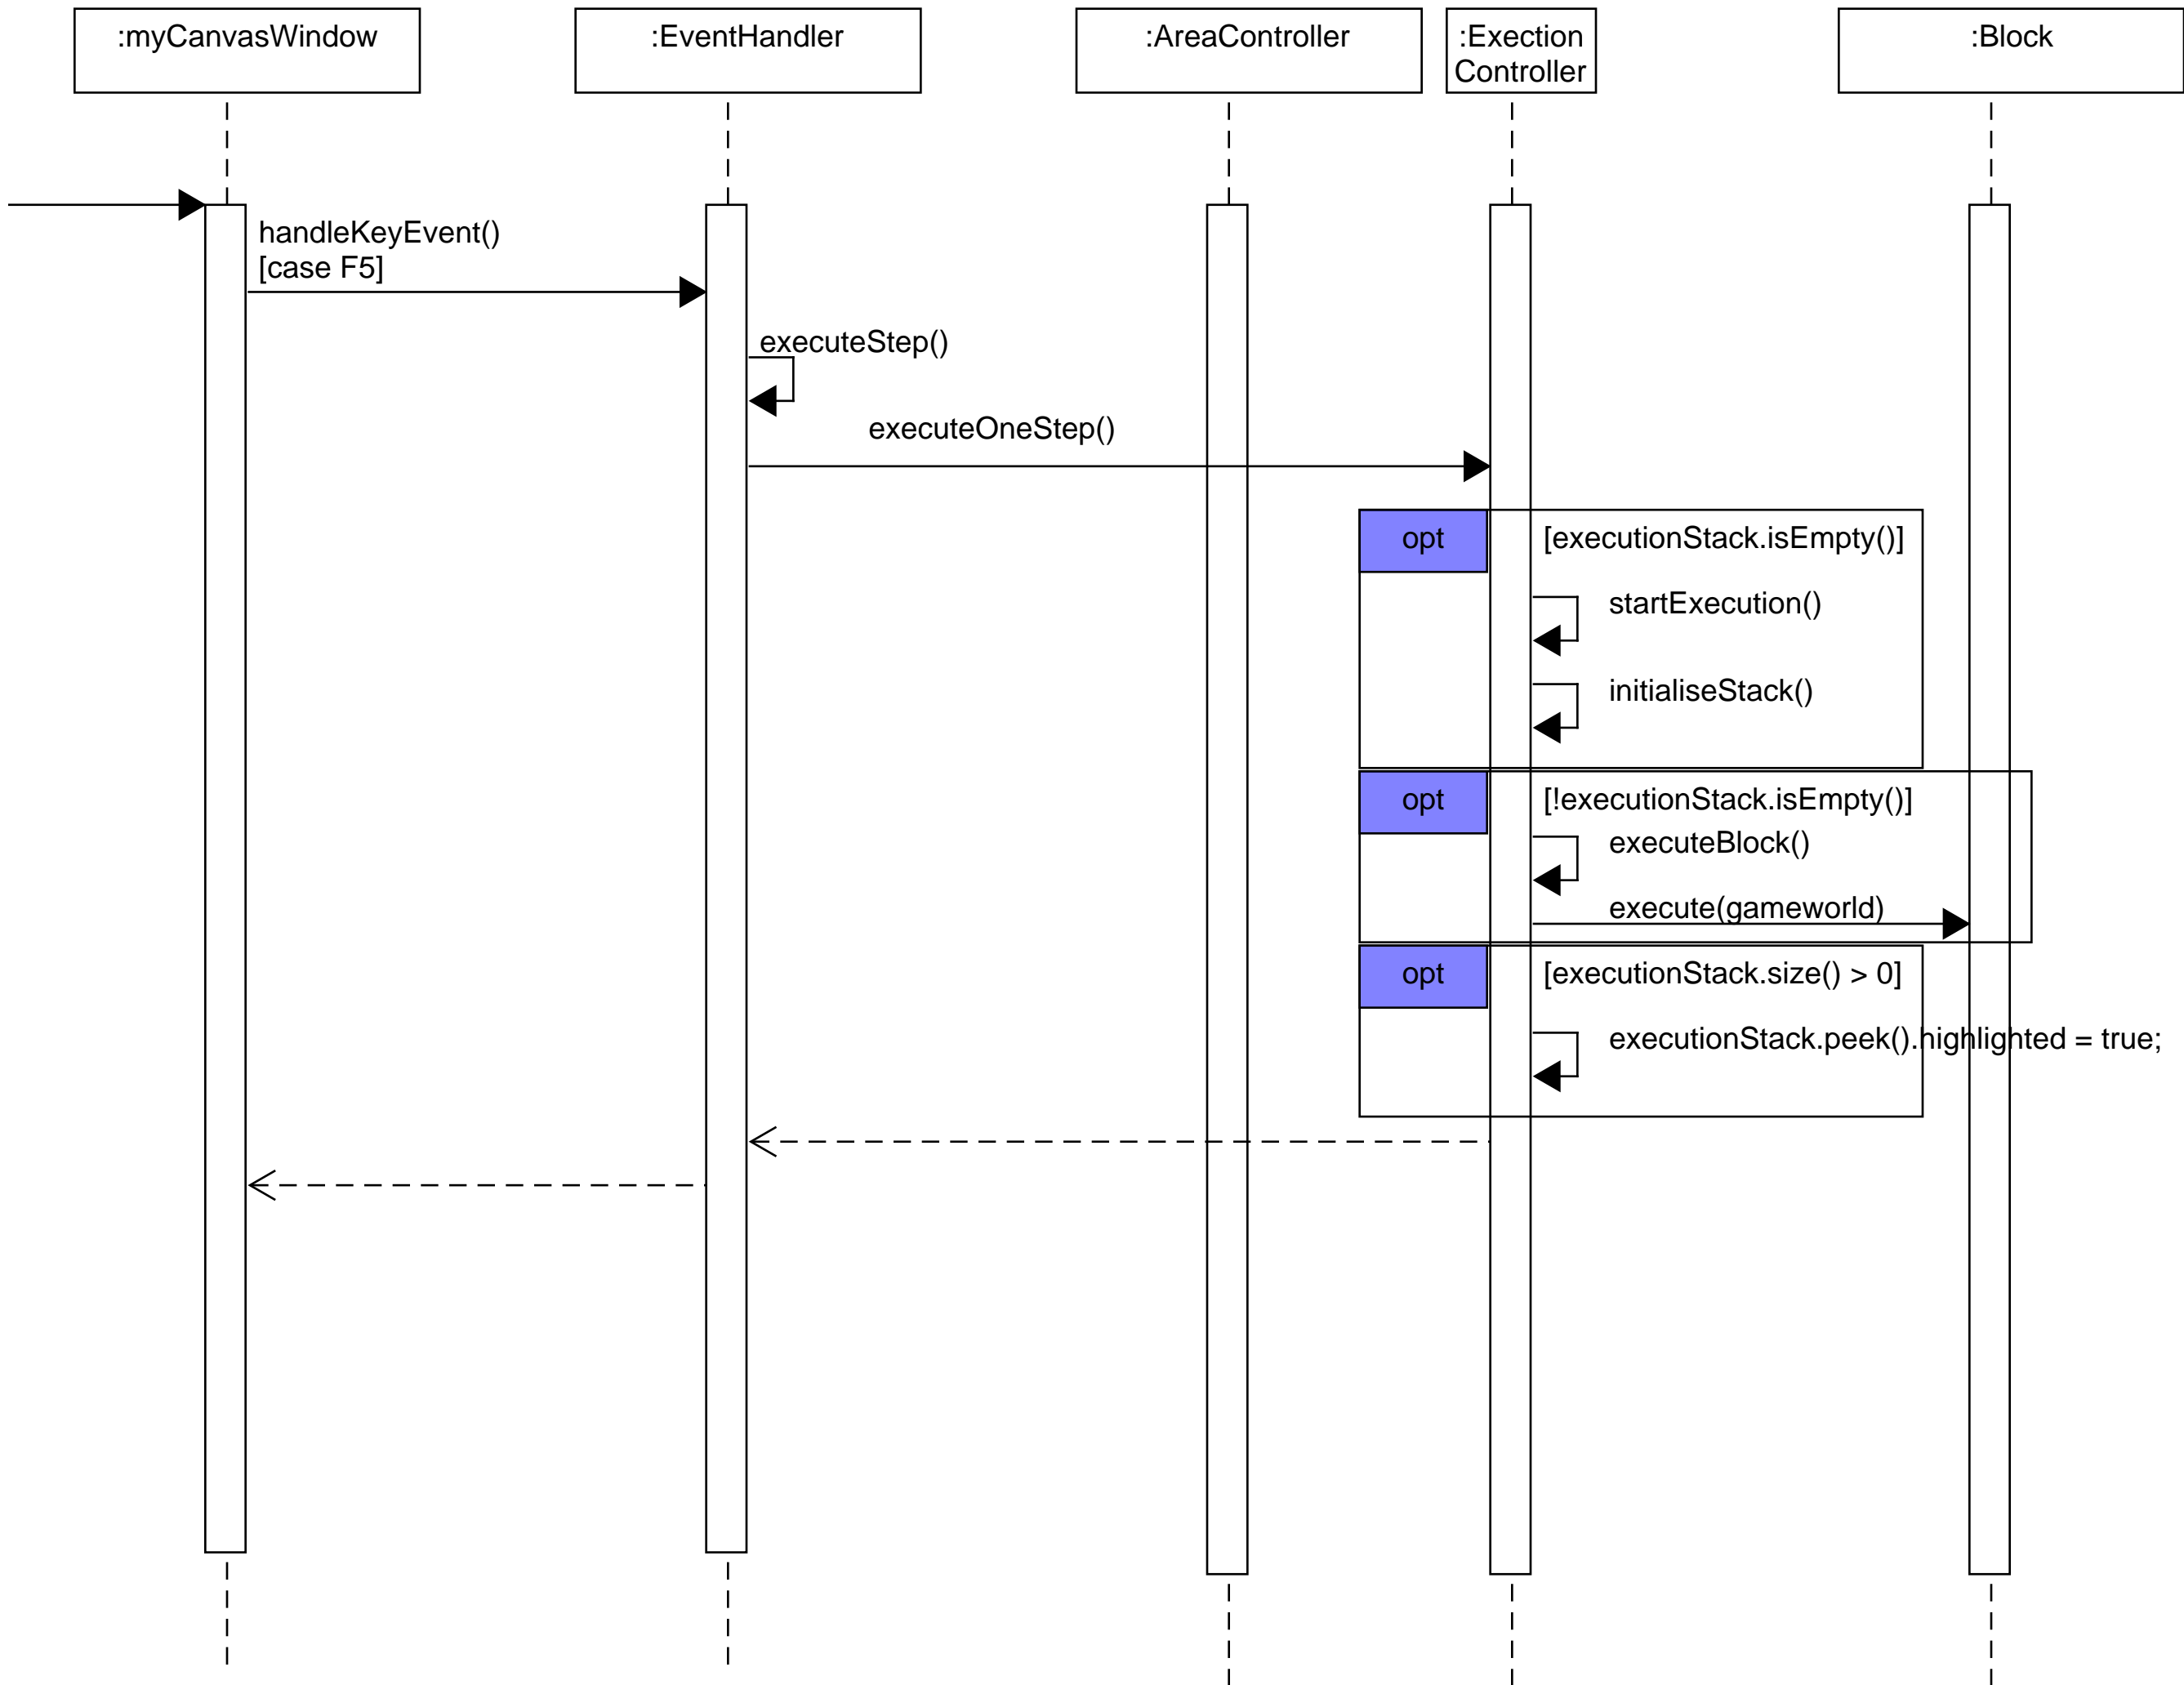 :myCanvasWindow
:EventHandler
:AreaController
:Exection
Controller
:Block
handleKeyEvent()
[case F5]
executeStep()
executeOneStep()
opt
[executionStack.isEmpty()]
startExecution()
initialiseStack()
opt
[!executionStack.isEmpty()]
executeBlock()
execute(gameworld)
opt
[executionStack.size() > 0]
executionStack.peek().highlighted = true;